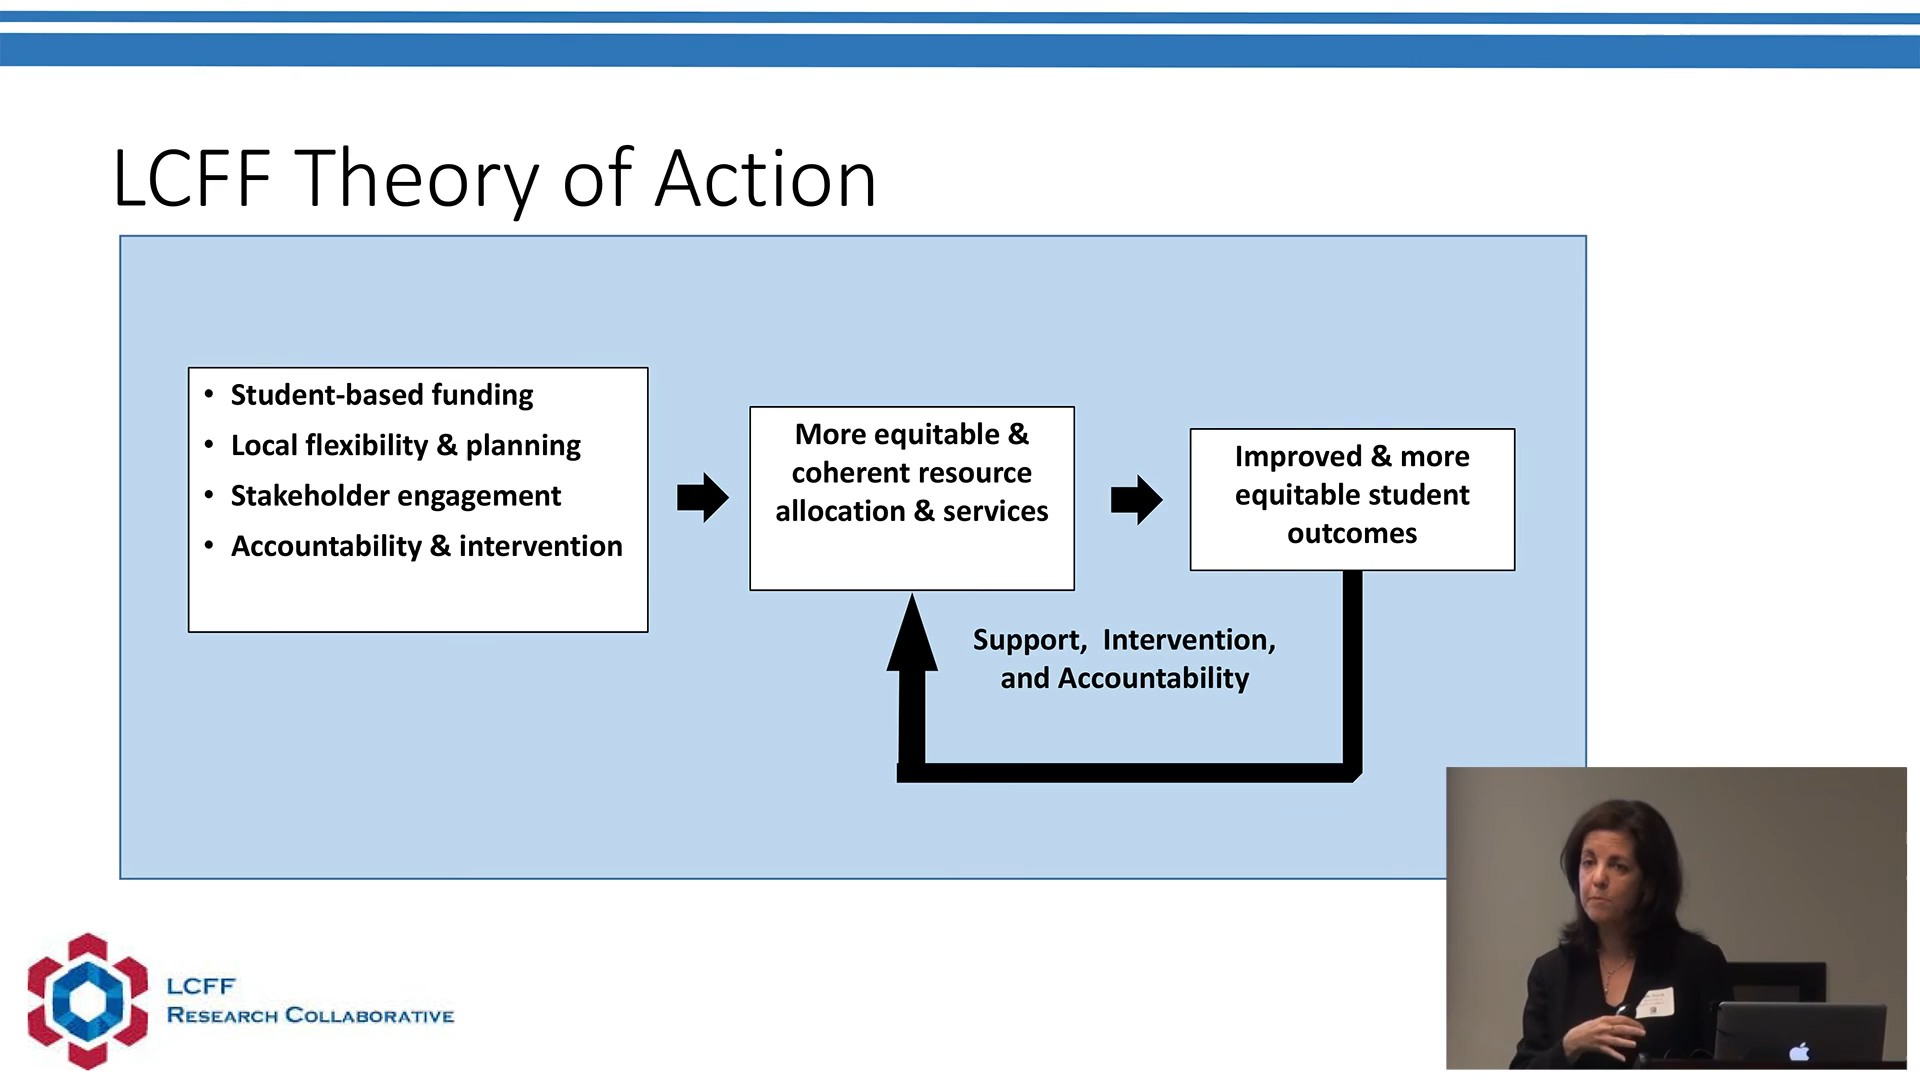 LCFF Theory of Action
• Student-based funding
• Local flexibility & planning
• Stakeholder engagement
• Accountability & intervention
More equitable &
coherent resource
allocation & services
Improved & more
equitable student
outcomes
Support, Intervention,
and Accountability
LCFF
RESEARCH COLLABORATIVE